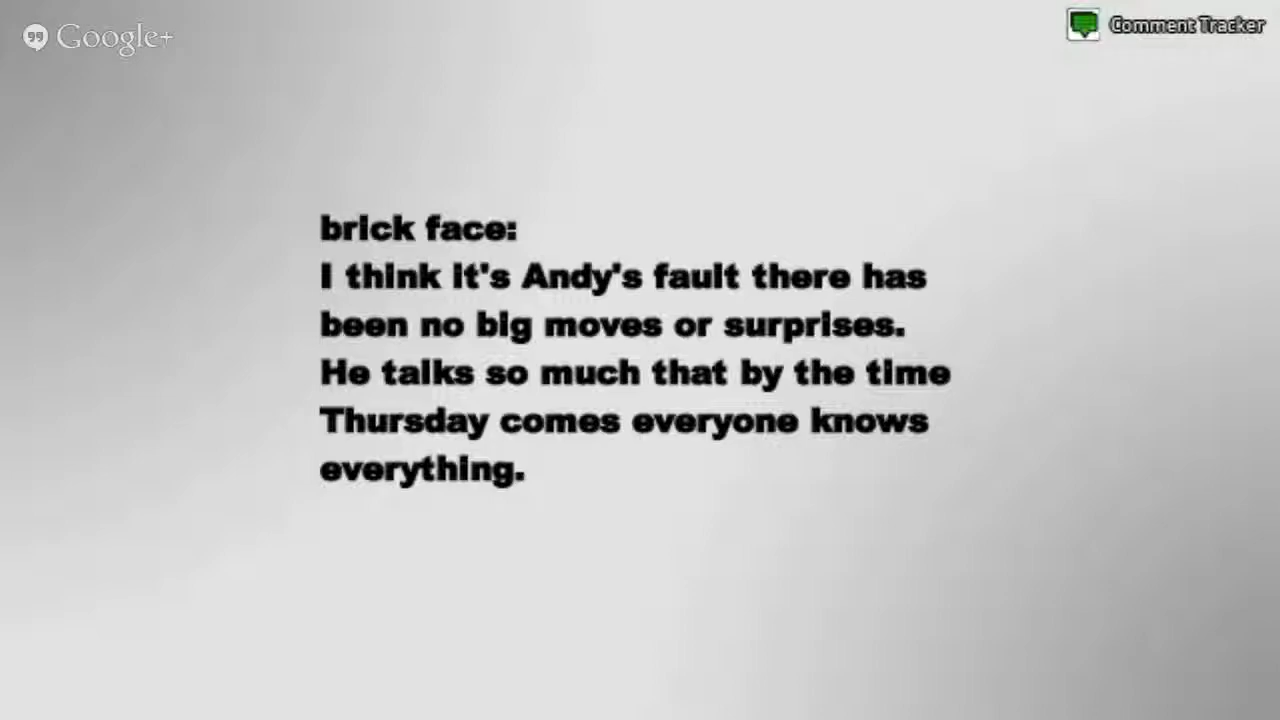 Google+
Comment Tracker
brick face:
I think it's Andy's fault there has
been no big moves or surprises.
He talks so much that by the time
Thursday comes everyone knows
everything.